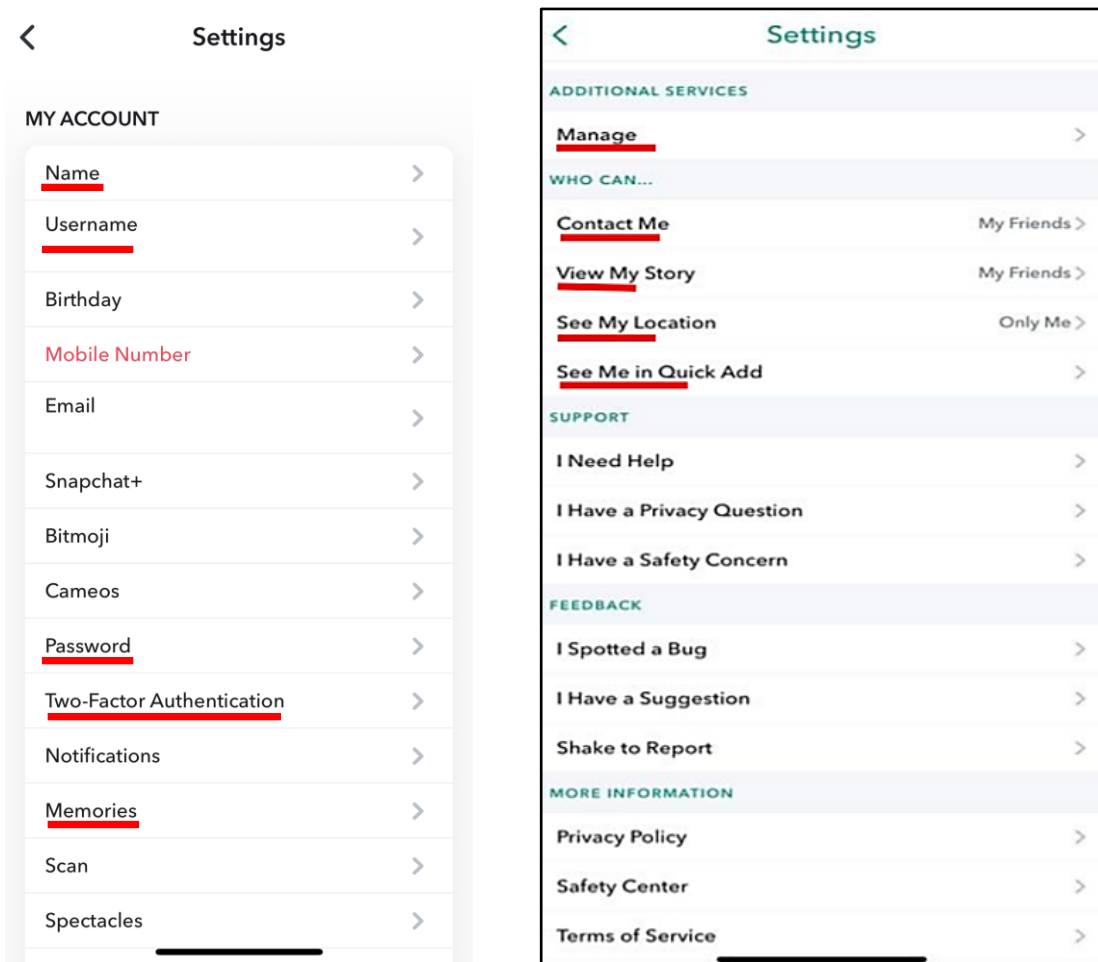 Settings
MY ACCOUNT
Name
Username
Birthday
Mobile Number
Email
Snapchat+
Bitmoji
Cameos
Password
Two-Factor Authentication
Notifications
Memories
Scan
Spectacles
Settings
ADDITIONAL SERVICES
Manage
WHO CAN...
Contact Me My Friends
View My Story My Friends
See My Location Only Me
See Me in Quick Add
SUPPORT
I Need Help
I Have a Privacy Question
I Have a Safety Concern
FEEDBACK
I Spotted a Bug
I Have a Suggestion
Shake to Report
MORE INFORMATION
Privacy Policy
Safety Center
Terms of Service